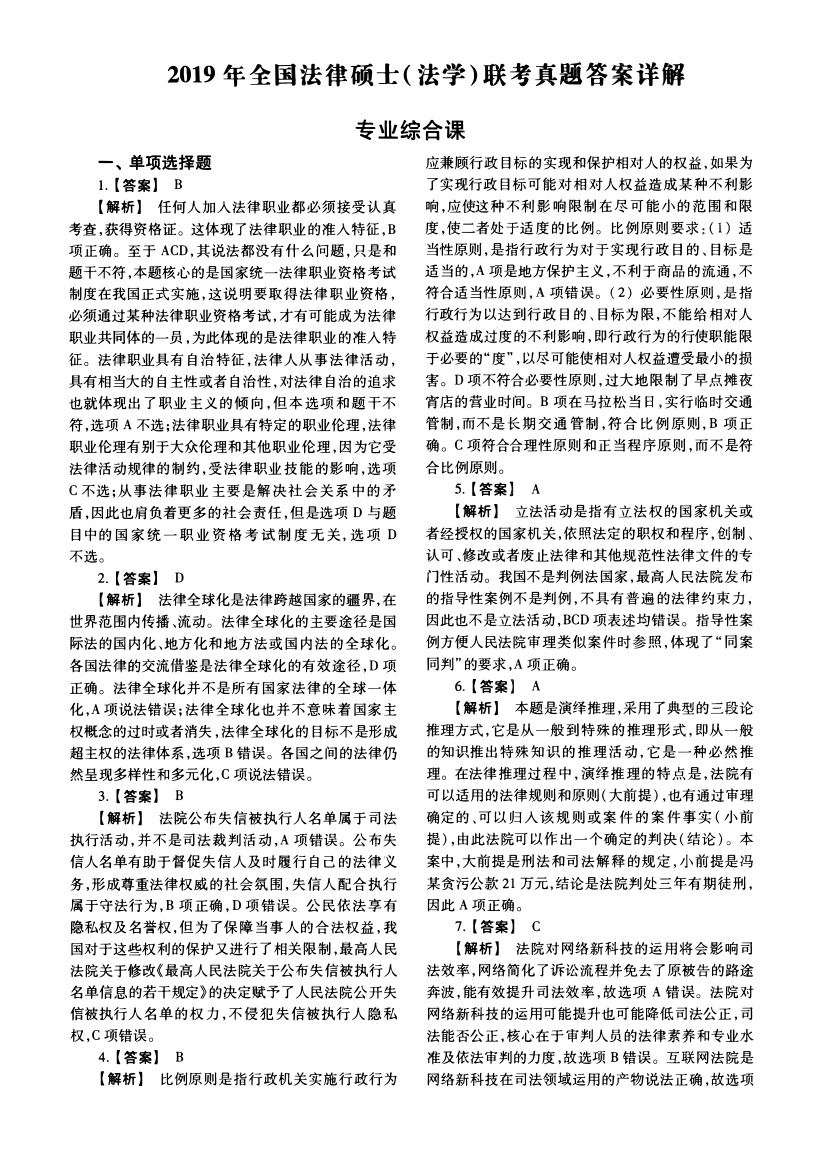 2019 年全国法律硕士(法学)联考真题答案详解
专业综合课
一、单项选择题
1.【答案】 B
【解析】 任何人加入法律职业都必须接受认真
考查,获得资格证。这体现了法律职业的准入特征,B
项正确。至于 ACD,其说法都没有什么问题,只是和
题干不符,本题核心的是国家统一法律职业资格考试
制度在我国正式实施,这说明要取得法律职业资格,
必须通过某种法律职业资格考试,才有可能成为法律
职业共同体的一员,为此体现的是法律职业的准入特
征。法律职业具有自治特征,法律人从事法律活动,
具有相当大的自主性或者自治性,对法律自治的追求
也就体现出了职业主义的倾向,但本选项和题干不
符,选项 A 不选;法律职业具有特定的职业伦理,法律
职业伦理有别于大众伦理和其他职业伦理,因为它受
法律活动规律的制约,受法律职业技能的影响,选项
C 不选;从事法律职业主要是解决社会关系中的矛
盾,因此也肩负着更多的社会责任,但是选项 D 与题
目中的国家统一职业资格考试制度无关,选项 D
不选。
2.【答案】 D
【解析】 法律全球化是法律跨越国家的疆界,在
世界范围内传播、流动。法律全球化的主要途径是国
际法的国内化、地方化和地方法或国内法的全球化。
各国法律的交流借鉴是法律全球化的有效途径,D 项
正确。法律全球化并不是所有国家法律的全球一体
化,A 项说法错误;法律全球化也并不意味着国家主
权概念的过时或者消失,法律全球化的目标不是形成
超主权的法律体系,选项 B 错误。各国之间的法律仍
然呈现多样性和多元化,C 项说法错误。
3.【答案】 B
【解析】 法院公布失信被执行人名单属于司法
执行活动,并不是司法裁判活动,A 项错误。公布失
信人名单有助于督促失信人及时履行自己的法律义
务,形成尊重法律权威的社会氛围,失信人配合执行
属于守法行为,B 项正确,D 项错误。公民依法享有
隐私权及名誉权,但为了保障当事人的合法权益,我
国对于这些权利的保护又进行了相关限制,最高人民
法院关于修改《最高人民法院关于公布失信被执行人
名单信息的若干规定》的决定赋予了人民法院公开失
信被执行人名单的权力,不侵犯失信被执行人隐私
权,C 项错误。
4.【答案】 B
【解析】 比例原则是指行政机关实施行政行为
应兼顾行政目标的实现和保护相对人的权益,如果为
了实现行政目标可能对相对人权益造成某种不利影
响,应使这种不利影响限制在尽可能小的范围和限
度,使二者处于适度的比例。比例原则要求:(1) 适
当性原则,是指行政行为对于实现行政目的、目标是
适当的,A 项是地方保护主义,不利于商品的流通,不
符合适当性原则,A 项错误。(2) 必要性原则,是指
行政行为以达到行政目的、目标为限,不能给相对人
权益造成过度的不利影响,即行政行为的行使职能限
于必要的“度”,以尽可能使相对人权益遭受最小的损
害。D 项不符合必要性原则,过大地限制了早点摊夜
宵店的营业时间。B 项在马拉松当日,实行临时交通
管制,而不是长期交通管制,符合比例原则,B 项正
确。C 项符合合理性原则和正当程序原则,而不是符
合比例原则。
5.【答案】 A
【解析】 立法活动是指有立法权的国家机关或
者经授权的国家机关,依照法定的职权和程序,创制、
认可、修改或者废止法律和其他规范性法律文件的专
门性活动。我国不是判例法国家,最高人民法院发布
的指导性案例不是判例,不具有普遍的法律约束力,
因此也不是立法活动,BCD 项表述均错误。指导性案
例方便人民法院审理类似案件时参照,体现了“同案
同判”的要求,A 项正确。
6.【答案】 A
【解析】 本题是演绎推理,采用了典型的三段论
推理方式,它是从一般到特殊的推理形式,即从一般
的知识推出特殊知识的推理活动,它是一种必然推
理。在法律推理过程中,演绎推理的特点是,法院有
可以适用的法律规则和原则(大前提),也有通过审理
确定的、可以归入该规则或案件的案件事实(小前
提),由此法院可以作出一个确定的判决(结论)。本
案中,大前提是刑法和司法解释的规定,小前提是冯
某贪污公款 21 万元,结论是法院判处三年有期徒刑,
因此 A 项正确。
7.【答案】 C
【解析】 法院对网络新科技的运用将会影响司
法效率,网络简化了诉讼流程并免去了原被告的路途
奔波,能有效提升司法效率,故选项 A 错误。法院对
网络新科技的运用可能提升也可能降低司法公正,司
法能否公正,核心在于审判人员的法律素养和专业水
准及依法审判的力度,故选项 B 错误。互联网法院是
网络新科技在司法领域运用的产物说法正确,故选项